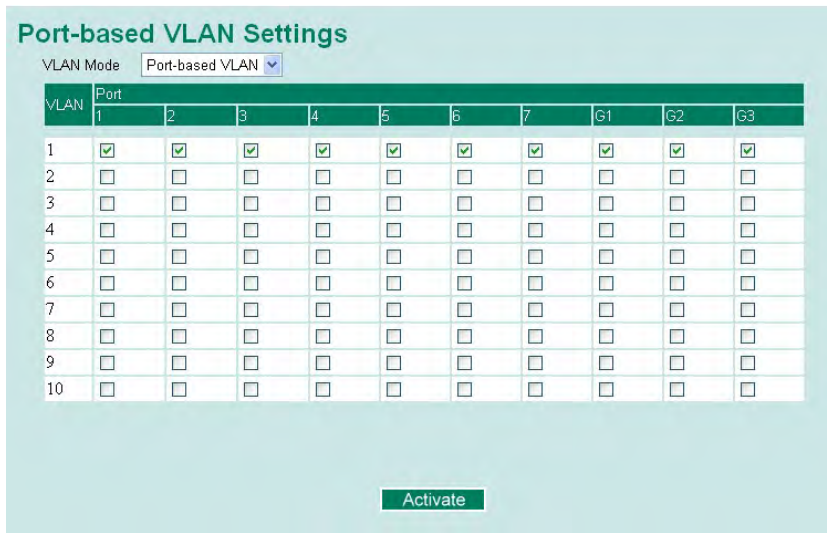 Port-based VLAN Settings
VLAN Mode Port-based VLAN
VLAN Port
1 2 3 4 5 6 7 G1 G2 G3
1
2
3
4
5
6
7
8
9
10
Activate